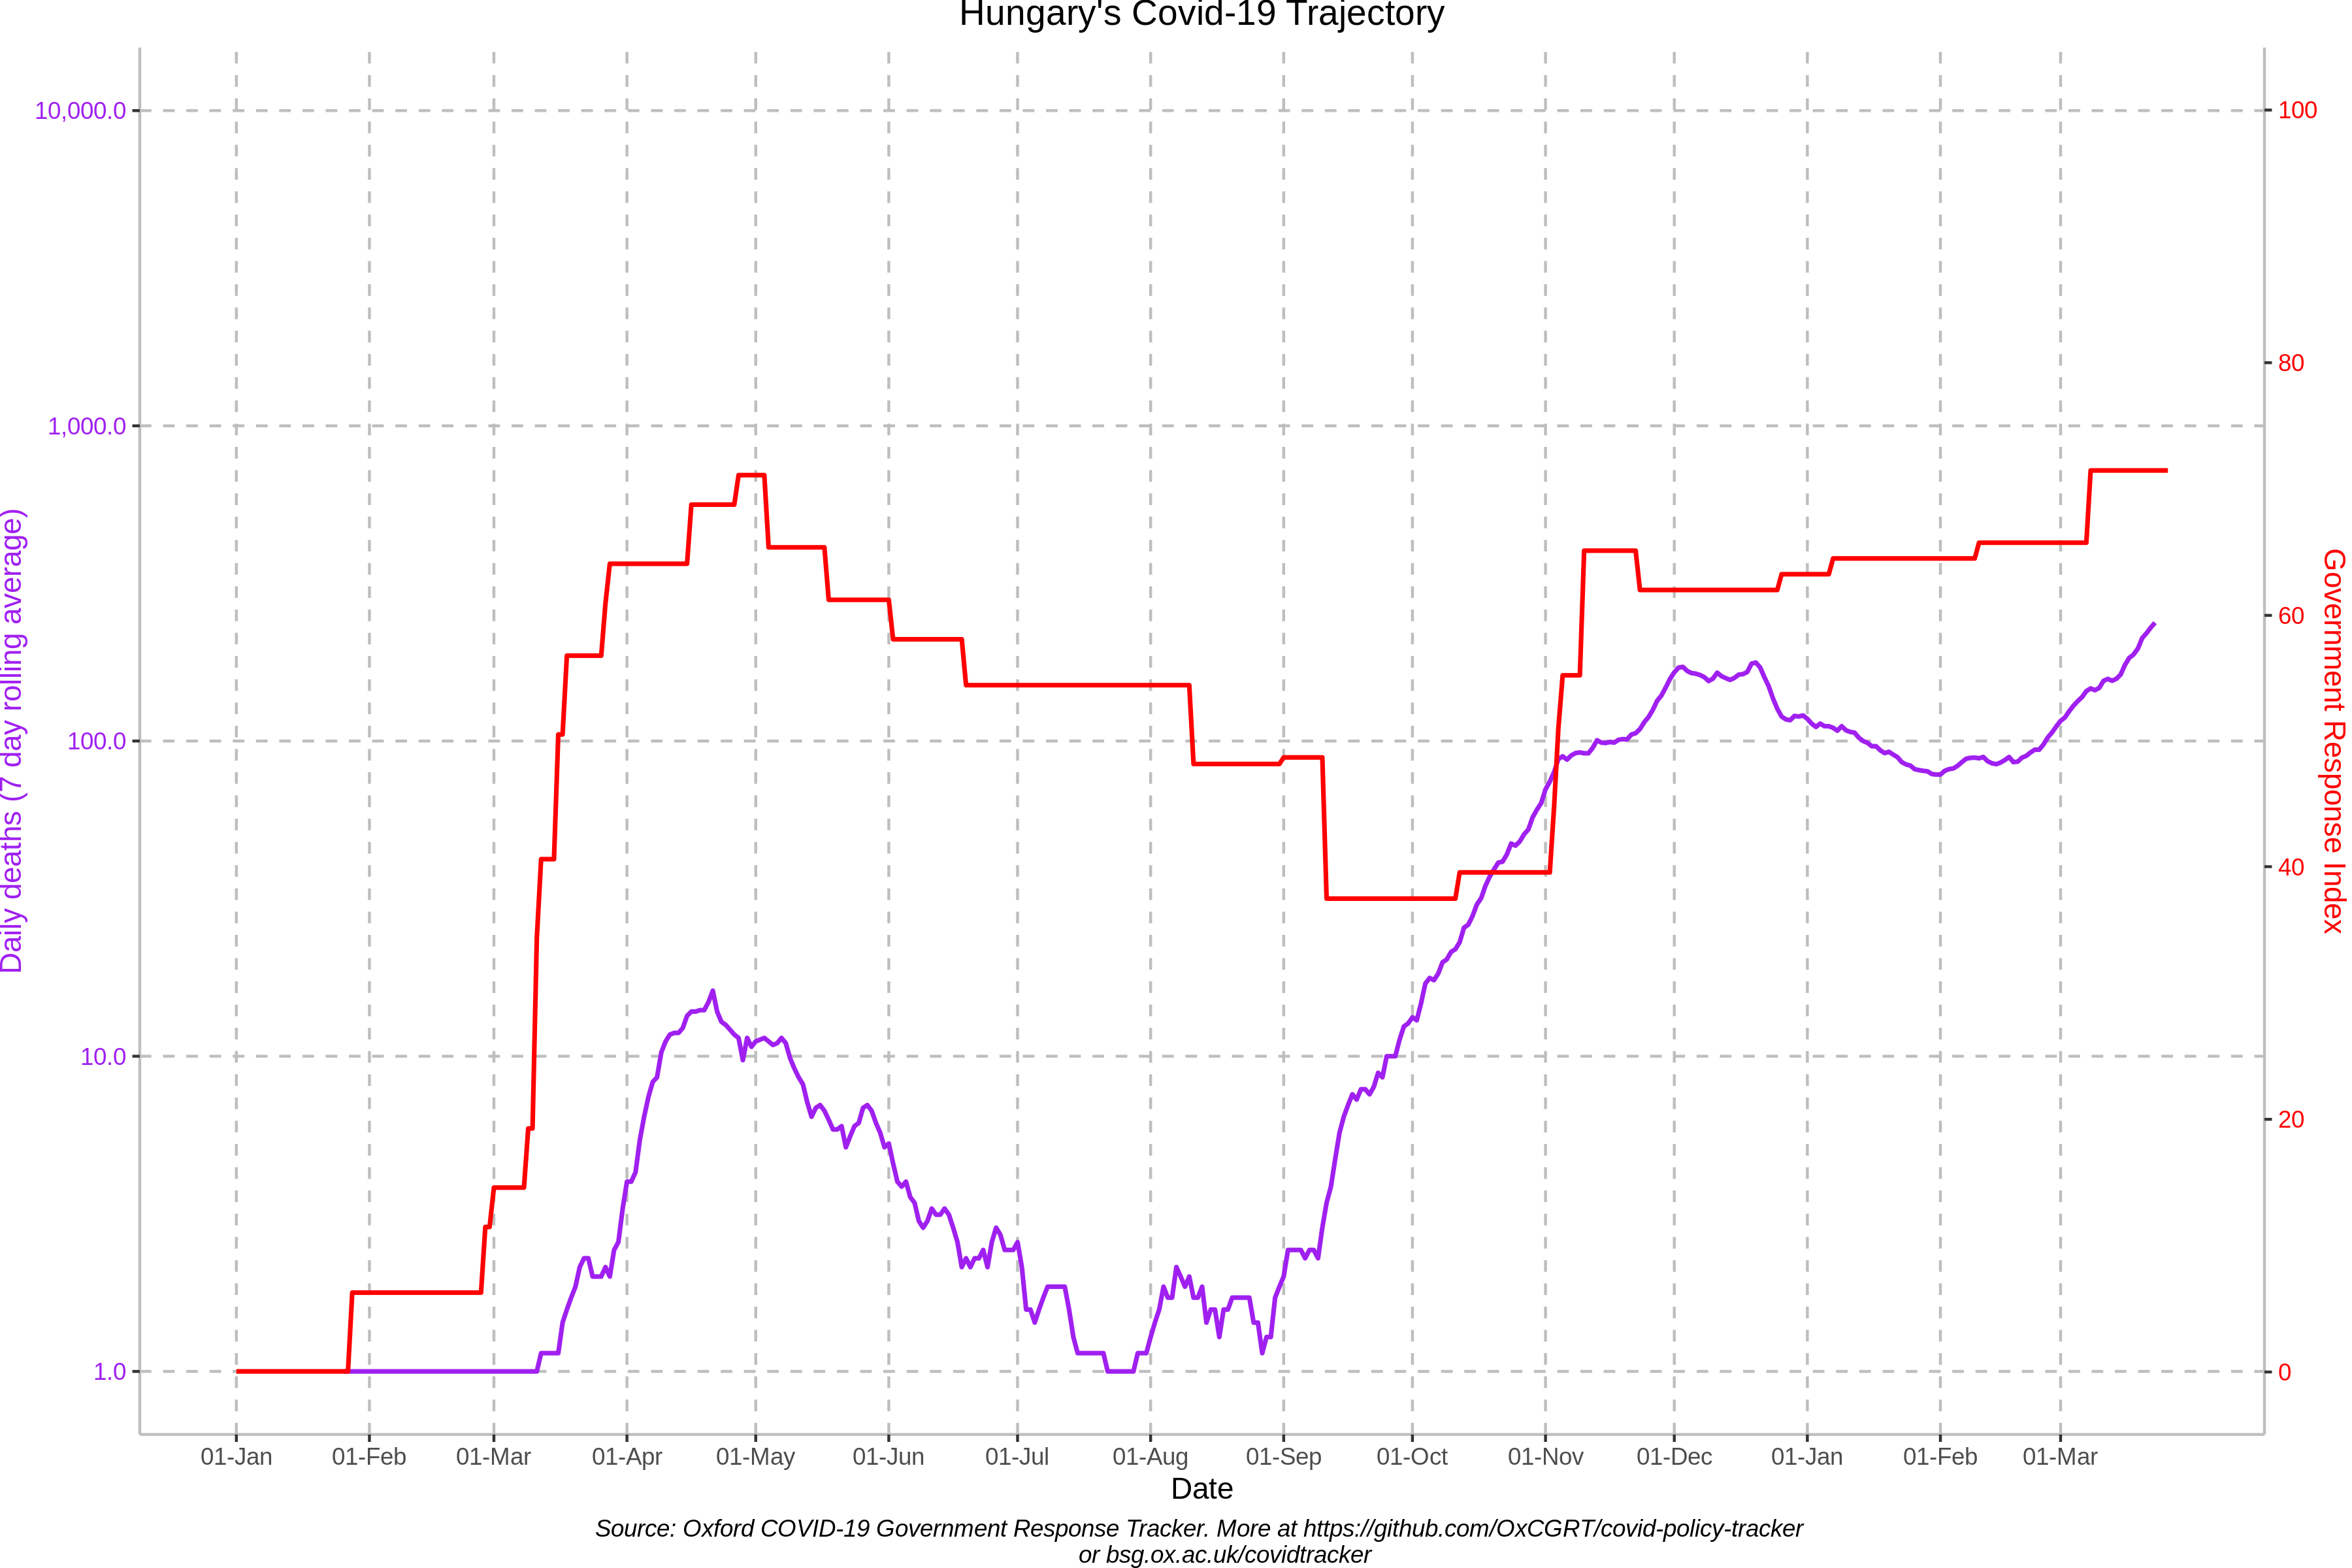 Hungary's Covid-19 Trajectory
10,000.0
1,000.0
100.0
10.0
1.0
Daily deaths (7 day rolling average)
100
80
60
40
20
0
Government Response Index
01-Jan 01-Feb 01-Mar 01-Apr 01-May 01-Jun 01-Jul 01-Aug 01-Sep 01-Oct 01-Nov 01-Dec 01-Jan 01-Feb 01-Mar
Date
Source: Oxford COVID-19 Government Response Tracker. More at https://github.com/OxCGRT/covid-policy-tracker
or bsg.ox.ac.uk/covidtracker